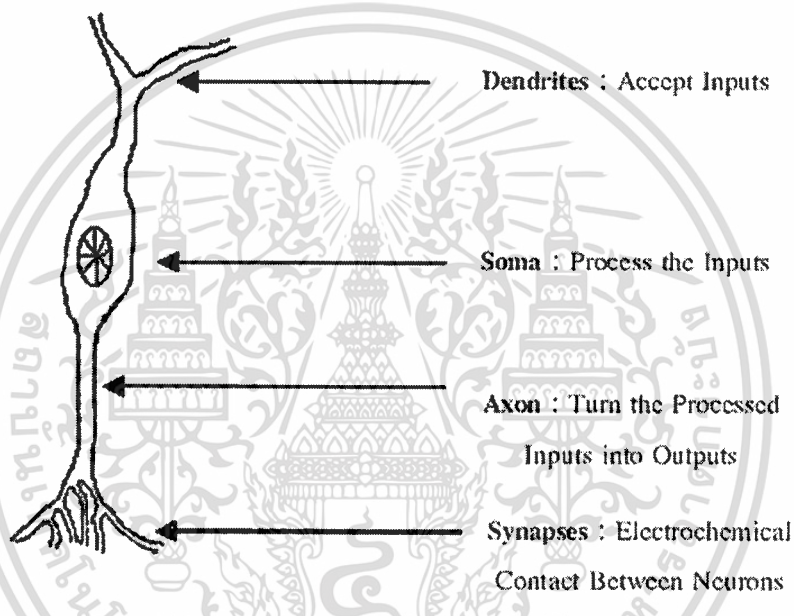 Dendrites : Accept Inputs
Soma : Process the Inputs
Axon : Turn the Processed
Inputs into Outputs
Synapses : Electrochemical
Contact Between Neurons